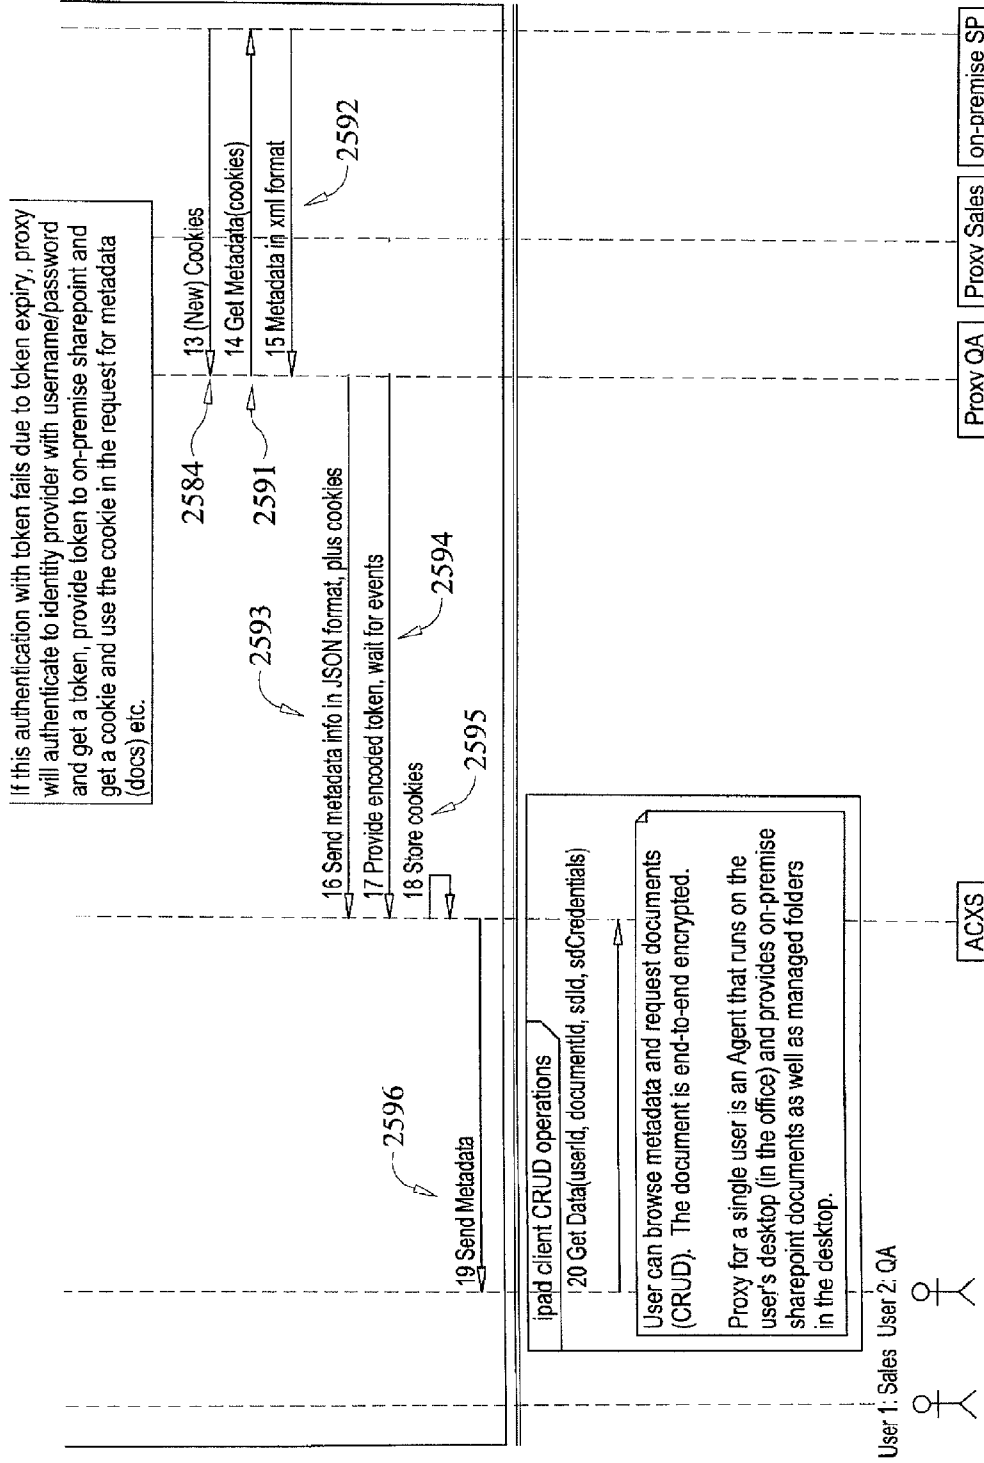 If this authentication with token fails due to token expiry, proxy
will authenticate to identity provider with username/password
and get a token, provide token to on-premise sharepoint and
get a cookie and use the cookie in the request for metadata
(docs) etc.
13 (New) Cookies
2584
14 Get Metadata(cookies)
2591
15 Metadata in xml format
2592
2593
16 Send metadata info in JSON format, plus cookies
17 Provide encoded token, wait for events
2594
18 Store cookies
2595
2596
19 Send Metadata
ipad client CRUD operations
20 Get Data(userId, documentId, sdId, sdCredentials)
User can browse metadata and request documents
(CRUD). The document is end-to-end encrypted.
Proxy for a single user is an Agent that runs on the
user's desktop (in the office) and provides on-premise
sharepoint documents as well as managed folders
in the desktop.
User 1: Sales User 2: QA
ACXS
Proxy QA
Proxy Sales
on-premise SP